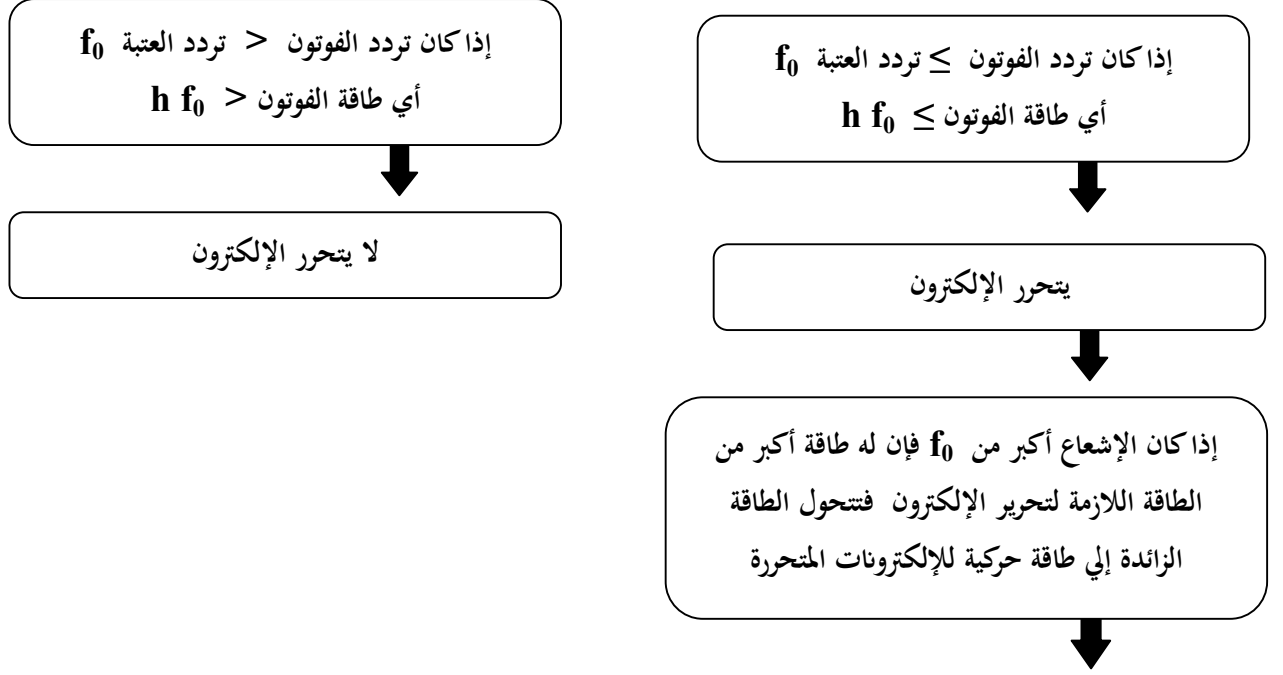 إذا كان تردد الفوتون ≥ تردد العتبة f₀
أي طاقة الفوتون ≥ h f₀
يتحرر الإلكترون
إذا كان الإشعاع أكبر من f₀ فإن له طاقة أكبر من
الطاقة اللازمة لتحرير الإلكترون فتتحول الطاقة
الزائدة إلي طاقة حركية للإلكترونات المتحررة
إذا كان تردد الفوتون < تردد العتبة f₀
أي طاقة الفوتون < h f₀
لا يتحرر الإلكترون